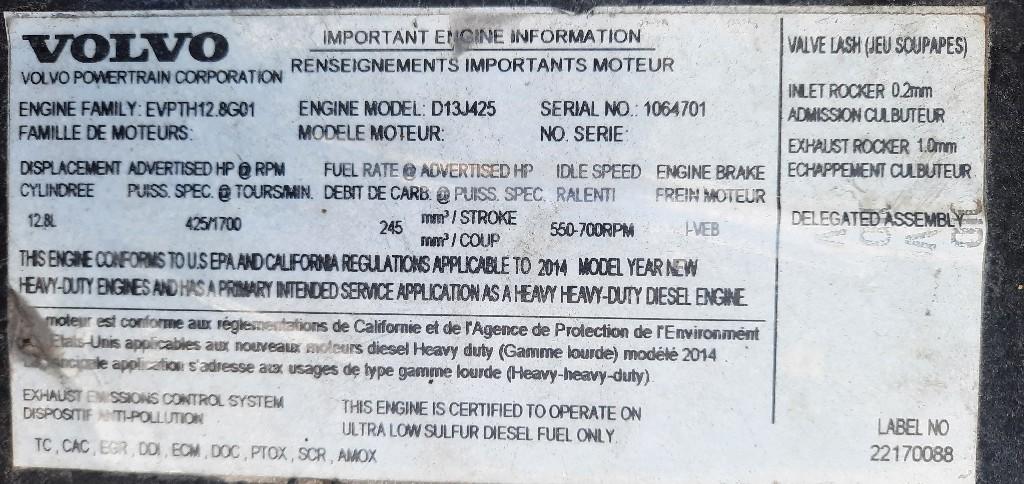 VOLVO
VOLVO POWERTRAIN CORPORATION
IMPORTANT ENGINE INFORMATION
RENSEIGNEMENTS IMPORTANTS MOTEUR
ENGINE FAMILY: EVPTH12.8G01 ENGINE MODEL: D13J425 SERIAL NO.: 1064701
FAMILLE DE MOTEURS: MODELE MOTEUR: NO. SERIE:
DISPLACEMENT ADVERTISED HP @ RPM FUEL RATE @ ADVERTISED HP IDLE SPEED ENGINE BRAKE
CYLINDREE PUISS. SPEC. @ TOURS/MIN. DEBIT DE CARB. @ PUISS. SPEC. RALENTI FREIN MOTEUR
12.8L 425/1700 245 mm³ / STROKE 550-700RPM I-VEB
mm³ / COUP
THIS ENGINE CONFORMS TO U.S EPA AND CALIFORNIA REGULATIONS APPLICABLE TO 2014 MODEL YEAR NEW
HEAVY-DUTY ENGINES AND HAS A PRIMARY INTENDED SERVICE APPLICATION AS A HEAVY HEAVY-DUTY DIESEL ENGINE.
moteur est conforme aux réglementations de Californie et de l'Agence de Protection de l'Environment
Etats-Unis applicables aux nouveaux moteurs diesel Heavy duty (Gamme lourde) modélé 2014.
application s'adresse aux usages de type gamme lourde (Heavy-heavy-duty)
EXHAUST EMISSIONS CONTROL SYSTEM
DISPOSITIF ANTI-POLLUTION
TC, CAC, EGR, DDI, ECM, DOC, PTOX, SCR, AMOX
THIS ENGINE IS CERTIFIED TO OPERATE ON
ULTRA LOW SULFUR DIESEL FUEL ONLY.
VALVE LASH (JEU SOUPAPES)
INLET ROCKER 0.2mm
ADMISSION CULBUTEUR
EXHAUST ROCKER 1.0mm
ECHAPPEMENT CULBUTEUR
DELEGATED ASSEMBLY
LABEL NO
22170088